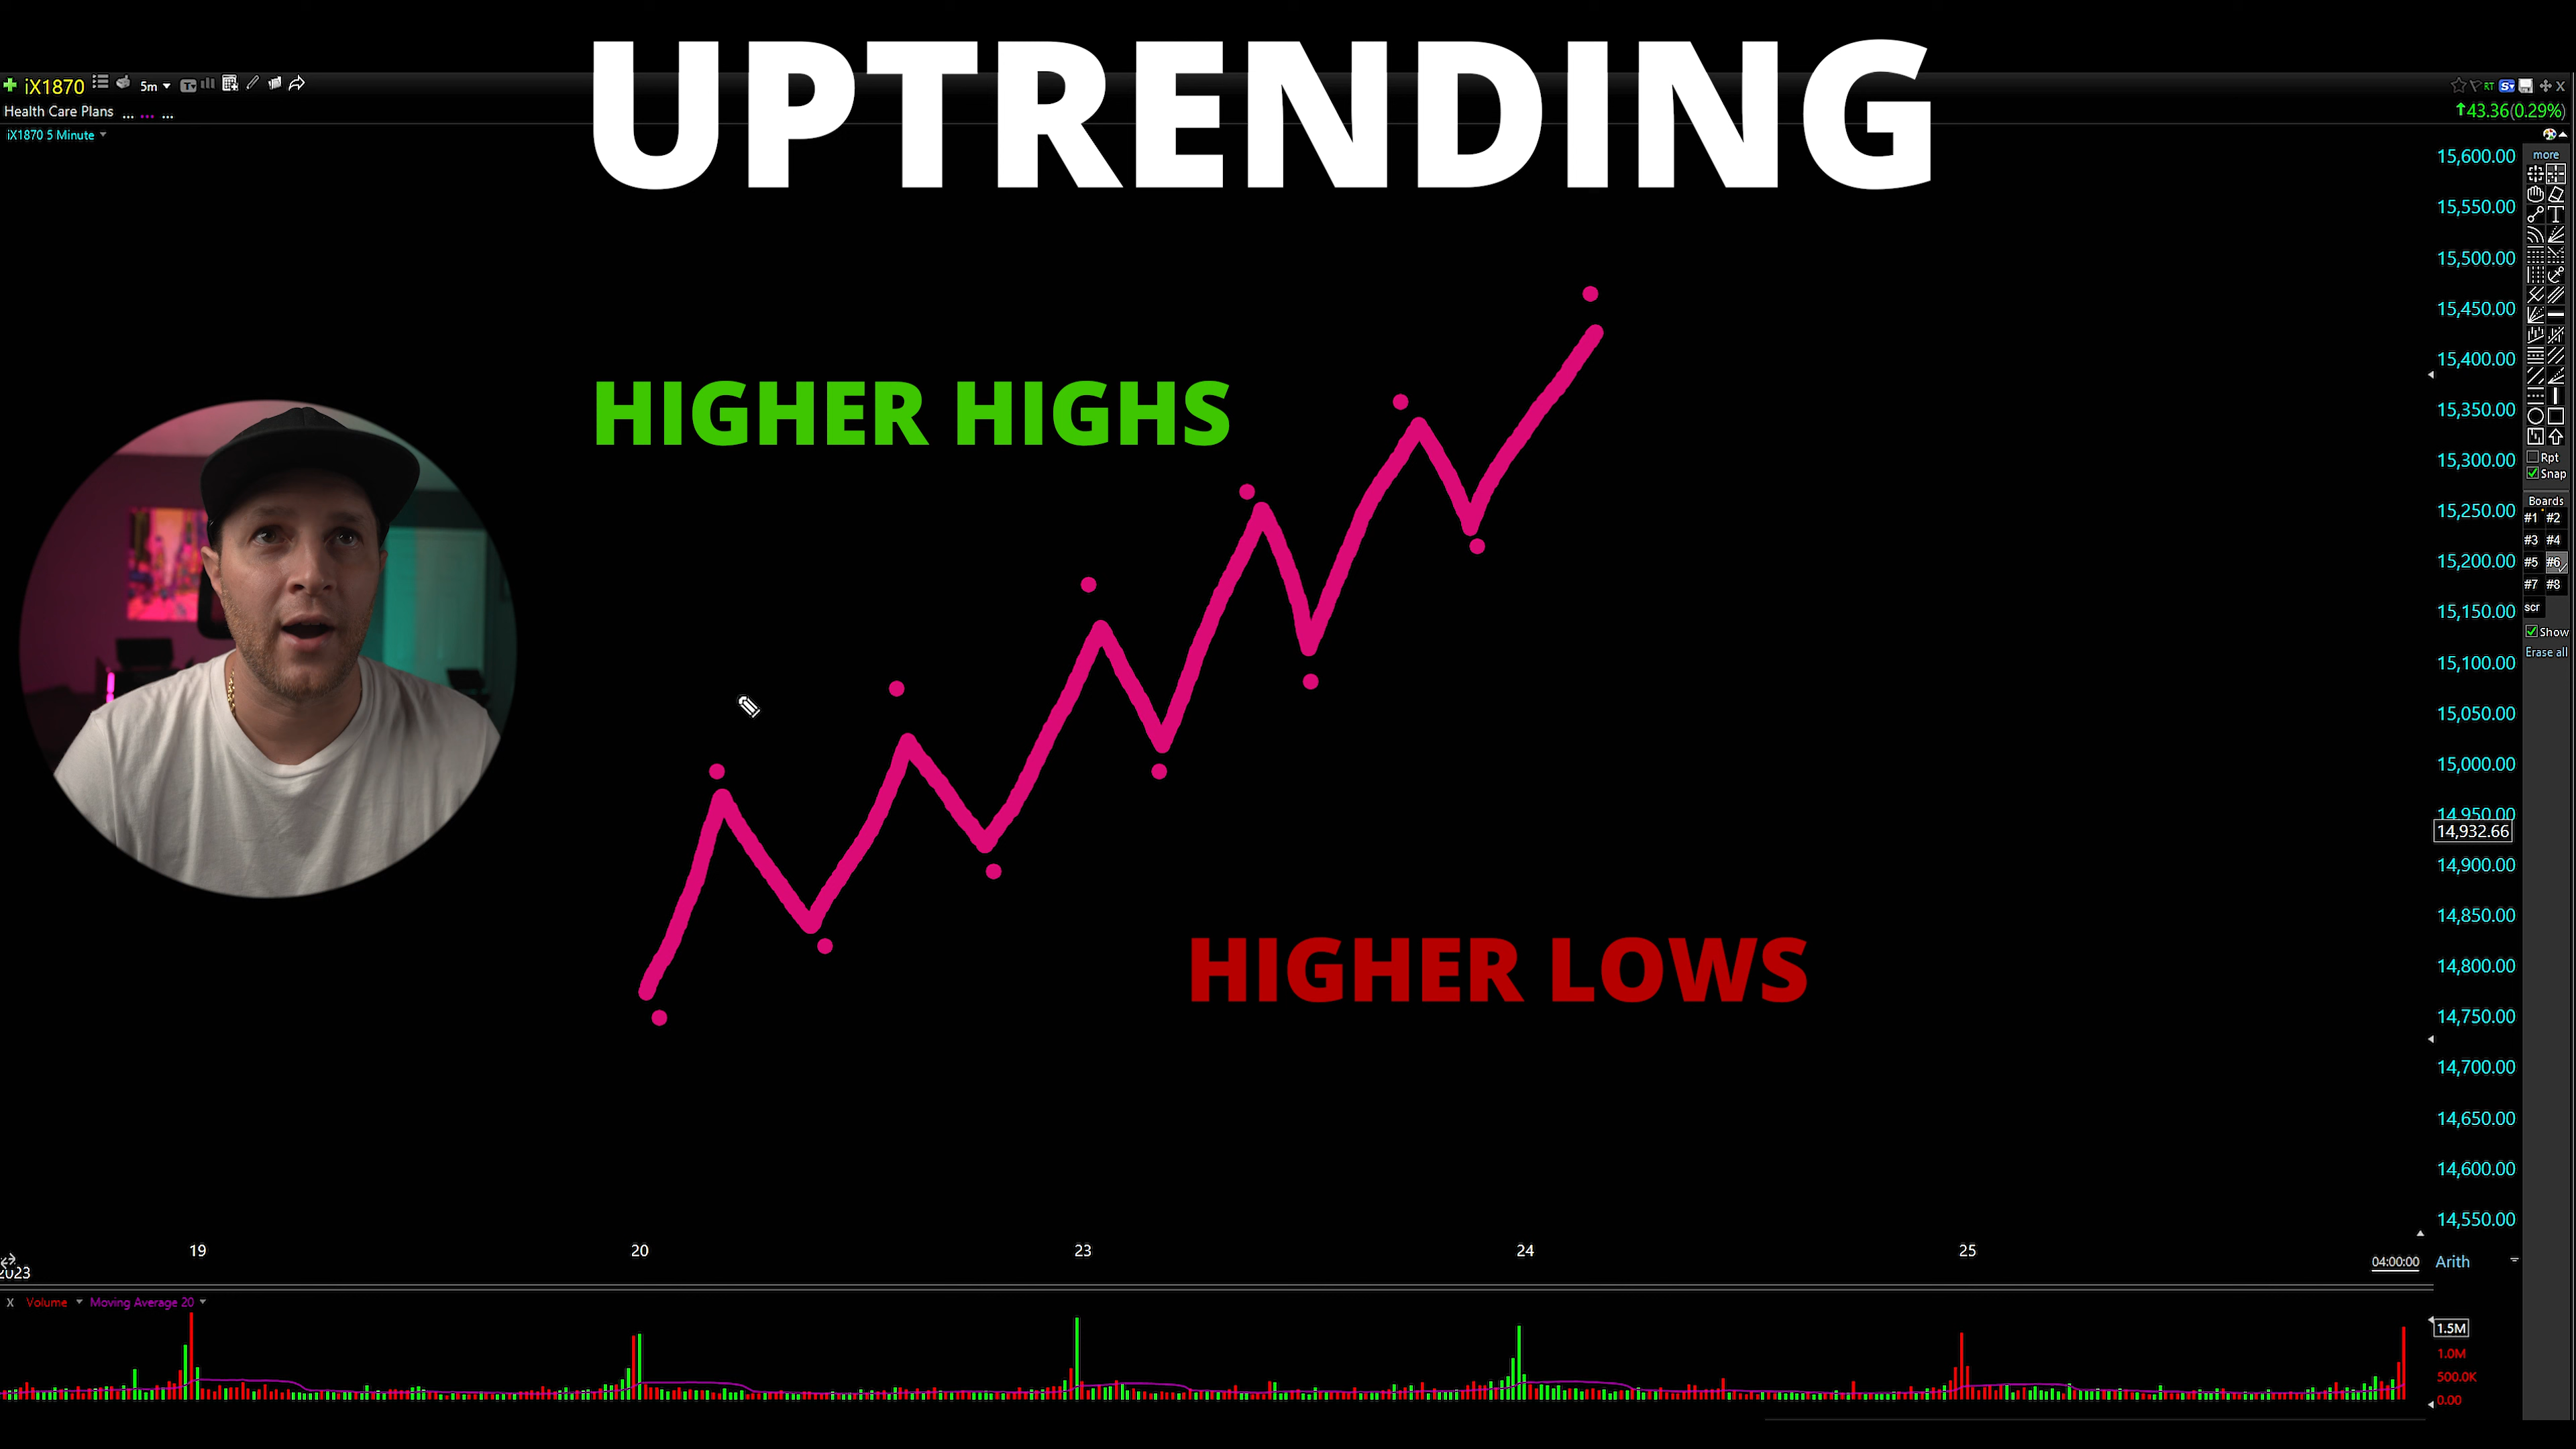 UPTRENDING
iX1870
5m
RT
Health Care Plans ... ... ...
↑43.36(0.29%)
iX1870 5 Minute
more
15,600.00
15,550.00
15,500.00
15,450.00
15,400.00
15,350.00
15,300.00
15,250.00
15,200.00
15,150.00
15,100.00
15,050.00
15,000.00
14,950.00
14,932.66
14,900.00
14,850.00
14,800.00
14,750.00
14,700.00
14,650.00
14,600.00
14,550.00
HIGHER HIGHS
HIGHER LOWS
Rpt
Snap
Boards
#1 #2
#3 #4
#5 #6
#7 #8
scr
Show
Erase all
19 20 23 24 25
2023
04:00:00
Arith
X Volume Moving Average 20
1.5M
1.0M
500.0K
0.00